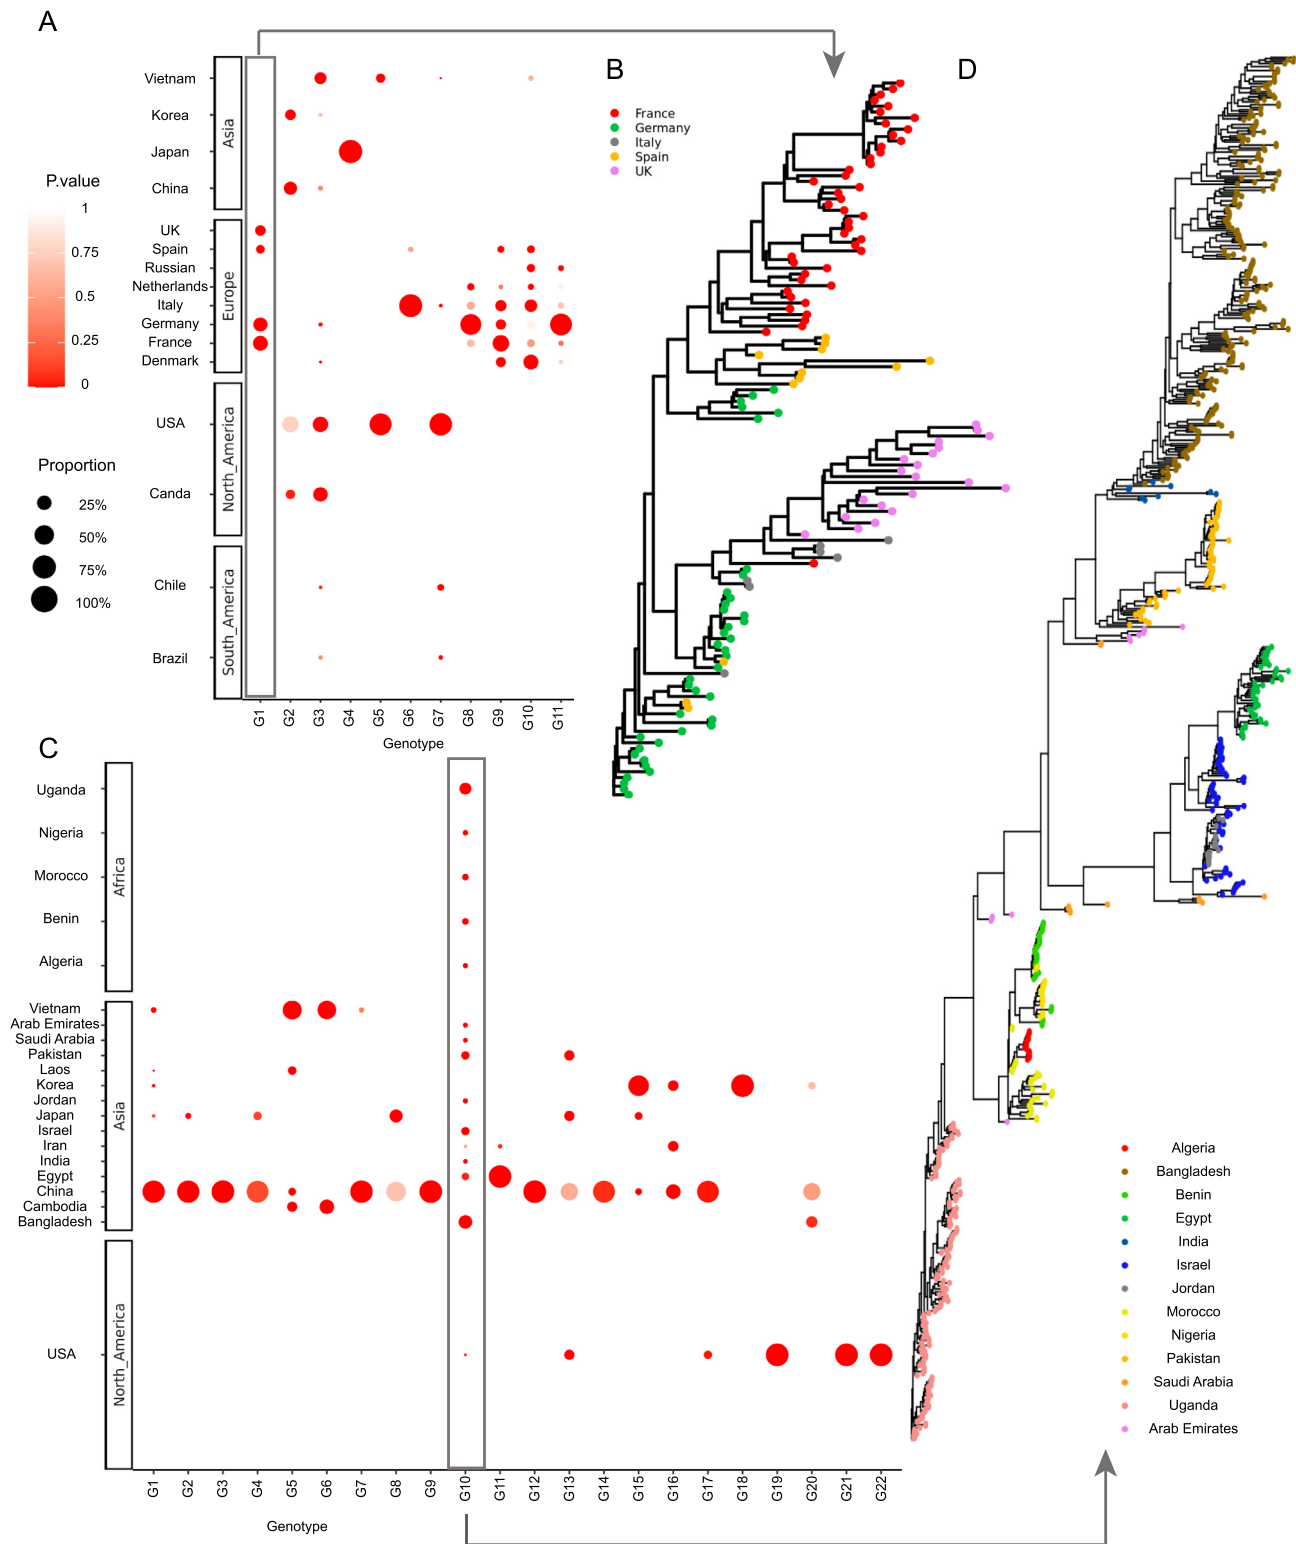 A
P.value
1
0.75
0.5
0.25
0
Proportion
25%
50%
75%
100%
Vietnam
Korea
Japan
China
Asia
UK
Spain
Russian
Netherlands
Italy
Germany
France
Denmark
Europe
USA
Canda
North_America
Chile
Brazil
South_America
G1 G2 G3 G4 G5 G6 G7 G8 G9 G10 G11
Genotype
B
France
Germany
Italy
Spain
UK
C
Uganda
Nigeria
Morocco
Benin
Algeria
Africa
Vietnam
Arab Emirates
Saudi Arabia
Pakistan
Laos
Korea
Jordan
Japan
Israel
Iran
India
Egypt
China
Cambodia
Bangladesh
Asia
USA
North_America
G1 G2 G3 G4 G5 G6 G7 G8 G9 G10 G11 G12 G13 G14 G15 G16 G17 G18 G19 G20 G21 G22
Genotype
D
Algeria
Bangladesh
Benin
Egypt
India
Israel
Jordan
Morocco
Nigeria
Pakistan
Saudi Arabia
Uganda
Arab Emirates